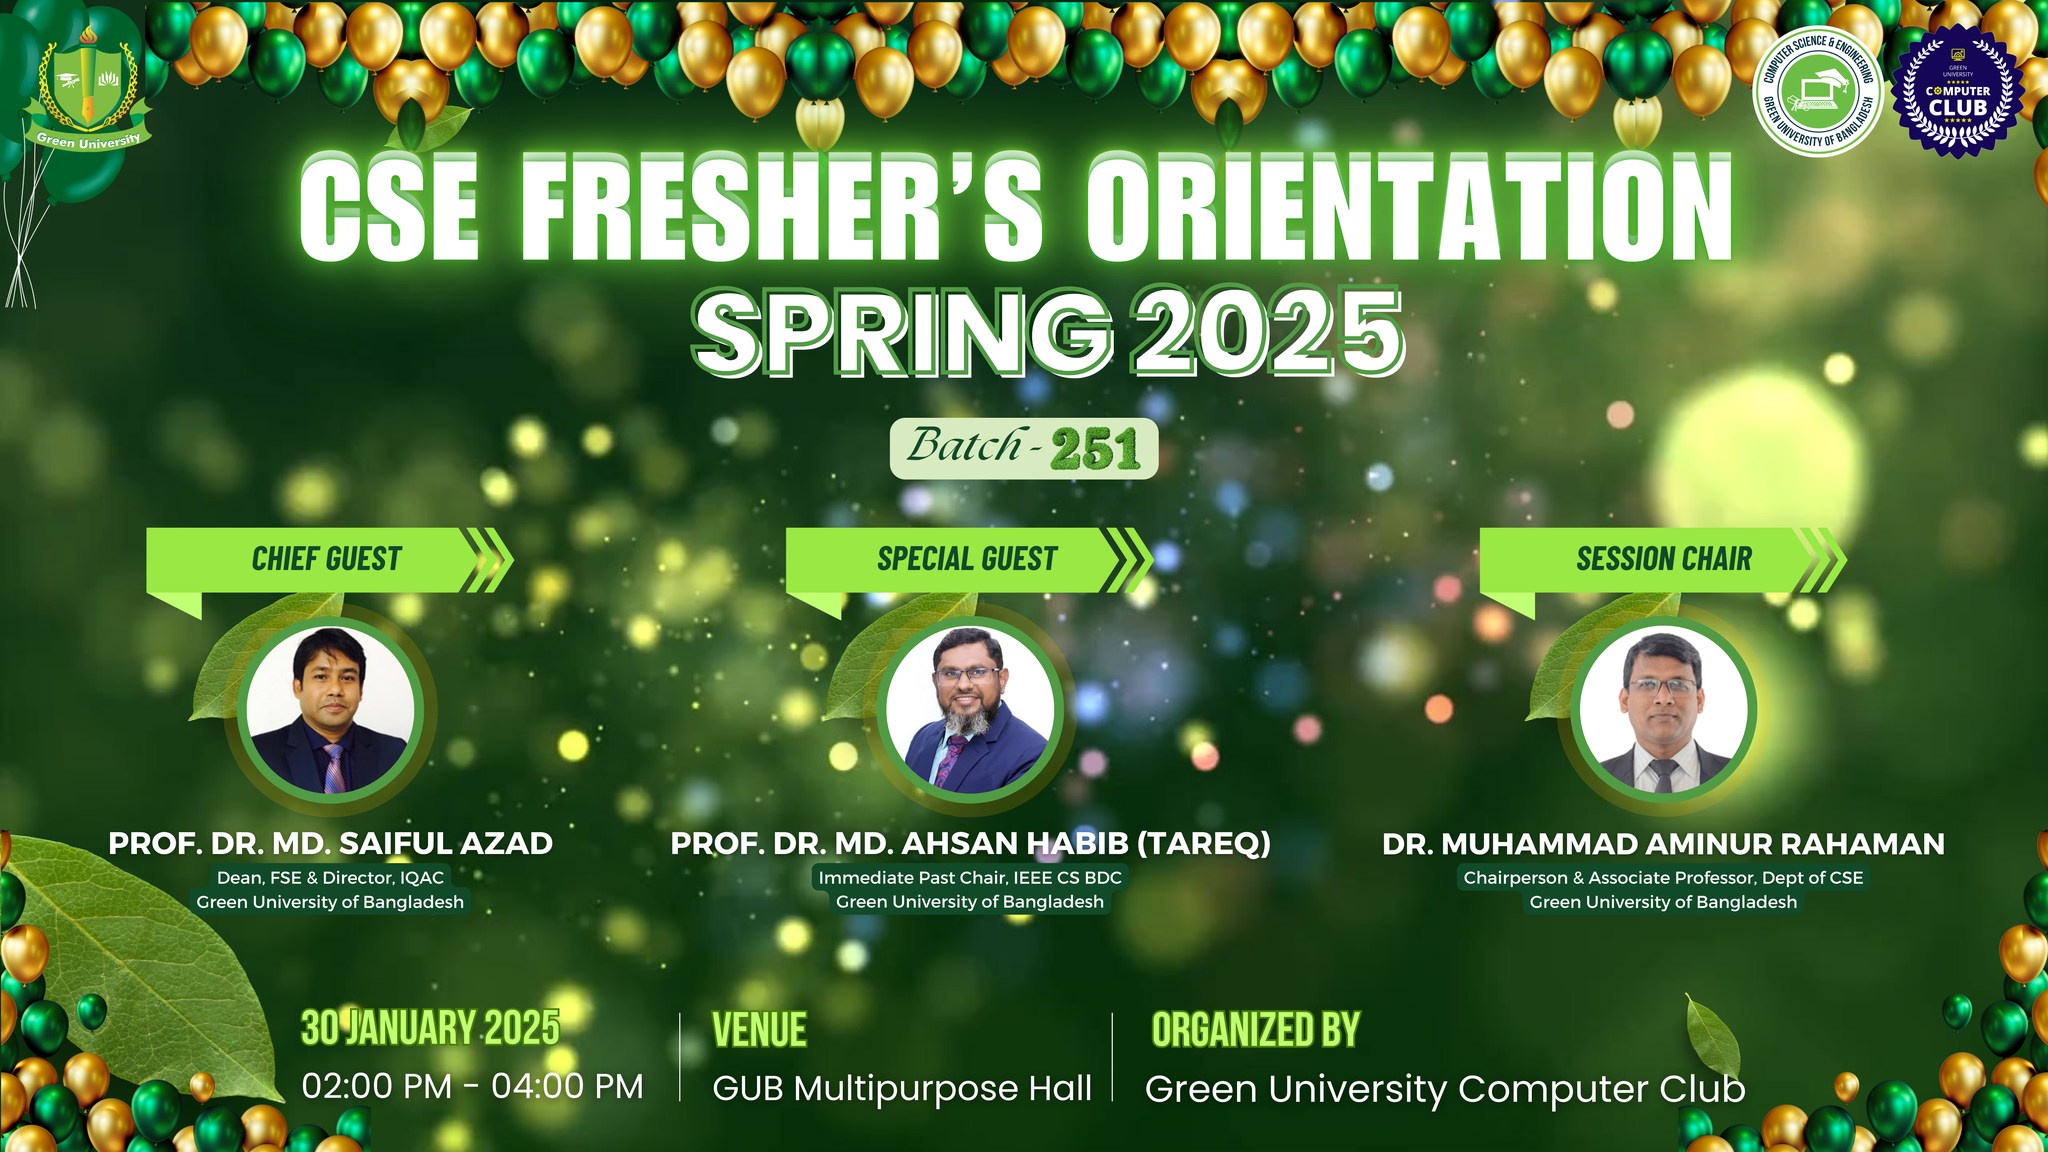 Green University
COMPUTER SCIENCE & ENGINEERING
GREEN UNIVERSITY OF BANGLADESH
GREEN
UNIVERSITY
COMPUTER
CLUB
CSE FRESHER'S ORIENTATION
SPRING 2025
Batch - 251
CHIEF GUEST
PROF. DR. MD. SAIFUL AZAD
Dean, FSE & Director, IQAC
Green University of Bangladesh
SPECIAL GUEST
PROF. DR. MD. AHSAN HABIB (TAREQ)
Immediate Past Chair, IEEE CS BDC
Green University of Bangladesh
SESSION CHAIR
DR. MUHAMMAD AMINUR RAHAMAN
Chairperson & Associate Professor, Dept of CSE
Green University of Bangladesh
30 JANUARY 2025
02:00 PM - 04:00 PM
VENUE
GUB Multipurpose Hall
ORGANIZED BY
Green University Computer Club